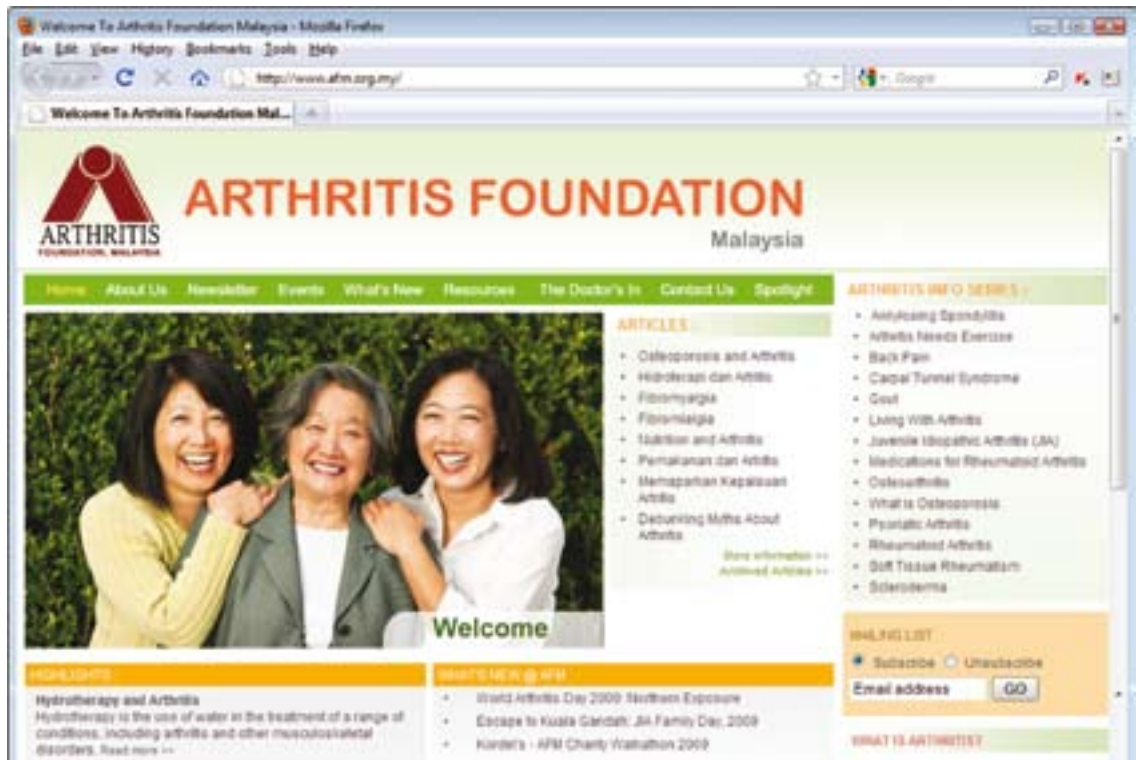 Welcome To Arthritis Foundation Malaysia - Mozilla Firefox
File Edit View History Bookmarks Tools Help
http://www.afm.org.my/
Google
Welcome To Arthritis Foundation Mal...
ARTHRITIS
FOUNDATION, MALAYSIA
ARTHRITIS FOUNDATION
Malaysia
Home About Us Newsletter Events What's New Resources The Doctor's In Contact Us Spotlight
Welcome
ARTICLES
• Osteoporosis and Arthritis
• Hidroterapi dan Artritis
• Fibromyalgia
• Fibromialgia
• Nutrition and Arthritis
• Pemakanan dan Artritis
• Memaparkan Kepalsuan
Artritis
• Debunking Myths About
Arthritis
More information >>
Archived Articles >>
ARTHRITIS INFO SERIES
• Ankylosing Spondylitis
• Arthritis Needs Exercise
• Back Pain
• Carpal Tunnel Syndrome
• Gout
• Living With Arthritis
• Juvenile Idiopathic Arthritis (JIA)
• Medications for Rheumatoid Arthritis
• Osteoarthritis
• What is Osteoporosis
• Psoriatic Arthritis
• Rheumatoid Arthritis
• Soft Tissue Rheumatism
• Scleroderma
MAILING LIST
Subscribe Unsubscribe
Email address GO
WHAT IS ARTHRITIS?
HIGHLIGHTS
Hydrotherapy and Arthritis
Hydrotherapy is the use of water in the treatment of a range of
conditions, including arthritis and other musculoskeletal
disorders. Read more >>
WHAT'S NEW @ AFM
• World Arthritis Day 2009: Northern Exposure
• Escape to Kuala Gandah: JIA Family Day, 2009
• Kordel's - AFM Charity Walkathon 2009